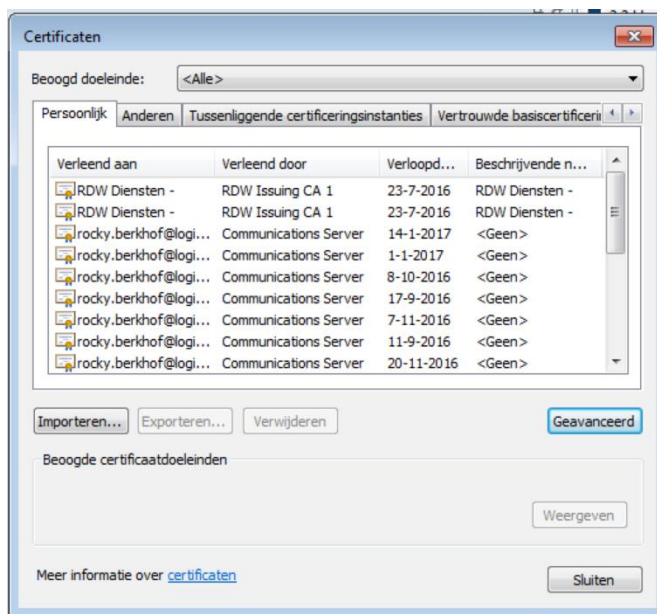 Certificaten
Beoogd doeleinde: <Alle>
Persoonlijk Anderen Tussenliggende certificeringsinstanties Vertrouwde basiscertificerin
Verleend aan Verleend door Verloopd... Beschrijvende n...
RDW Diensten - RDW Issuing CA 1 23-7-2016 RDW Diensten -
RDW Diensten - RDW Issuing CA 1 23-7-2016 RDW Diensten -
rocky.berkhof@logi... Communications Server 14-1-2017 <Geen>
rocky.berkhof@logi... Communications Server 1-1-2017 <Geen>
rocky.berkhof@logi... Communications Server 8-10-2016 <Geen>
rocky.berkhof@logi... Communications Server 17-9-2016 <Geen>
rocky.berkhof@logi... Communications Server 7-11-2016 <Geen>
rocky.berkhof@logi... Communications Server 11-9-2016 <Geen>
rocky.berkhof@logi... Communications Server 20-11-2016 <Geen>
Importeren... Exporteren... Verwijderen Geavanceerd
Beoogde certificaatdoeleinden
Weergeven
Meer informatie over certificaten
Sluiten